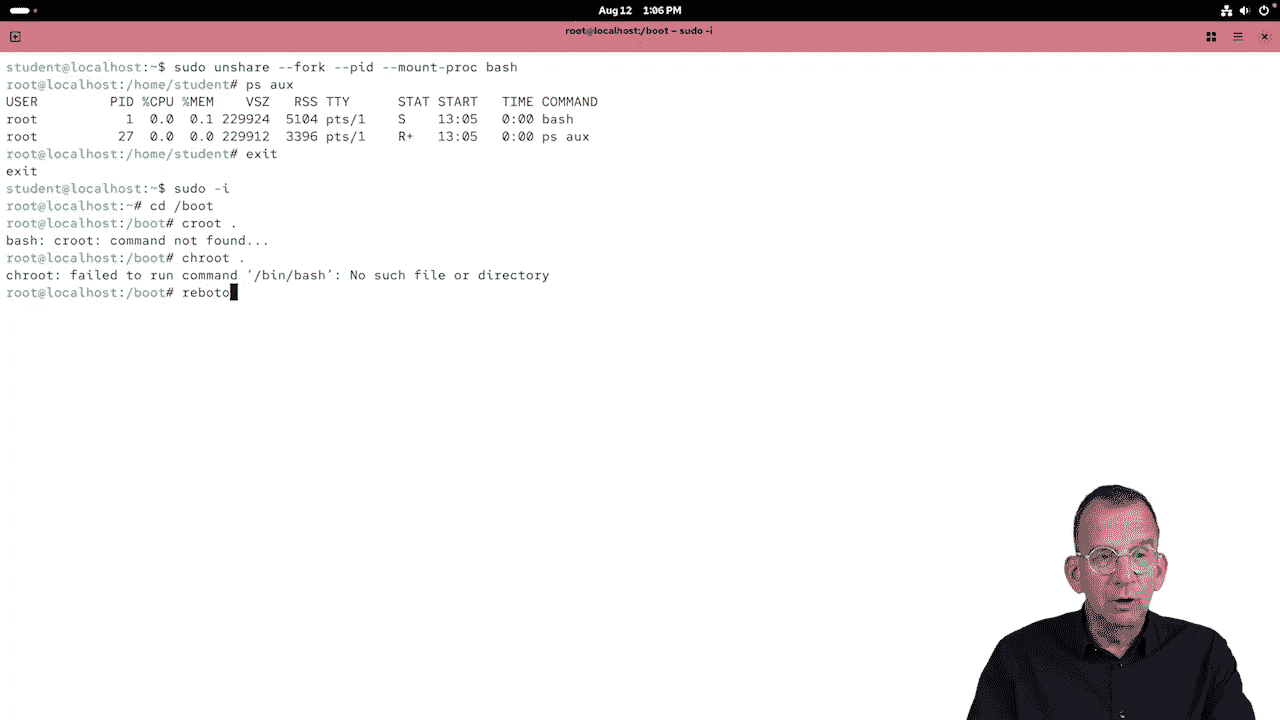 Aug 12 1:06 PM
root@localhost:/boot – sudo -i
student@localhost:~$ sudo unshare --fork --pid --mount-proc bash
root@localhost:/home/student# ps aux
USER PID %CPU %MEM VSZ RSS TTY STAT START TIME COMMAND
root 1 0.0 0.1 229924 5104 pts/1 S 13:05 0:00 bash
root 27 0.0 0.0 229912 3396 pts/1 R+ 13:05 0:00 ps aux
root@localhost:/home/student# exit
exit
student@localhost:~$ sudo -i
root@localhost:~# cd /boot
root@localhost:/boot# croot .
bash: croot: command not found...
root@localhost:/boot# chroot .
chroot: failed to run command ‘/bin/bash’: No such file or directory
root@localhost:/boot# reboto